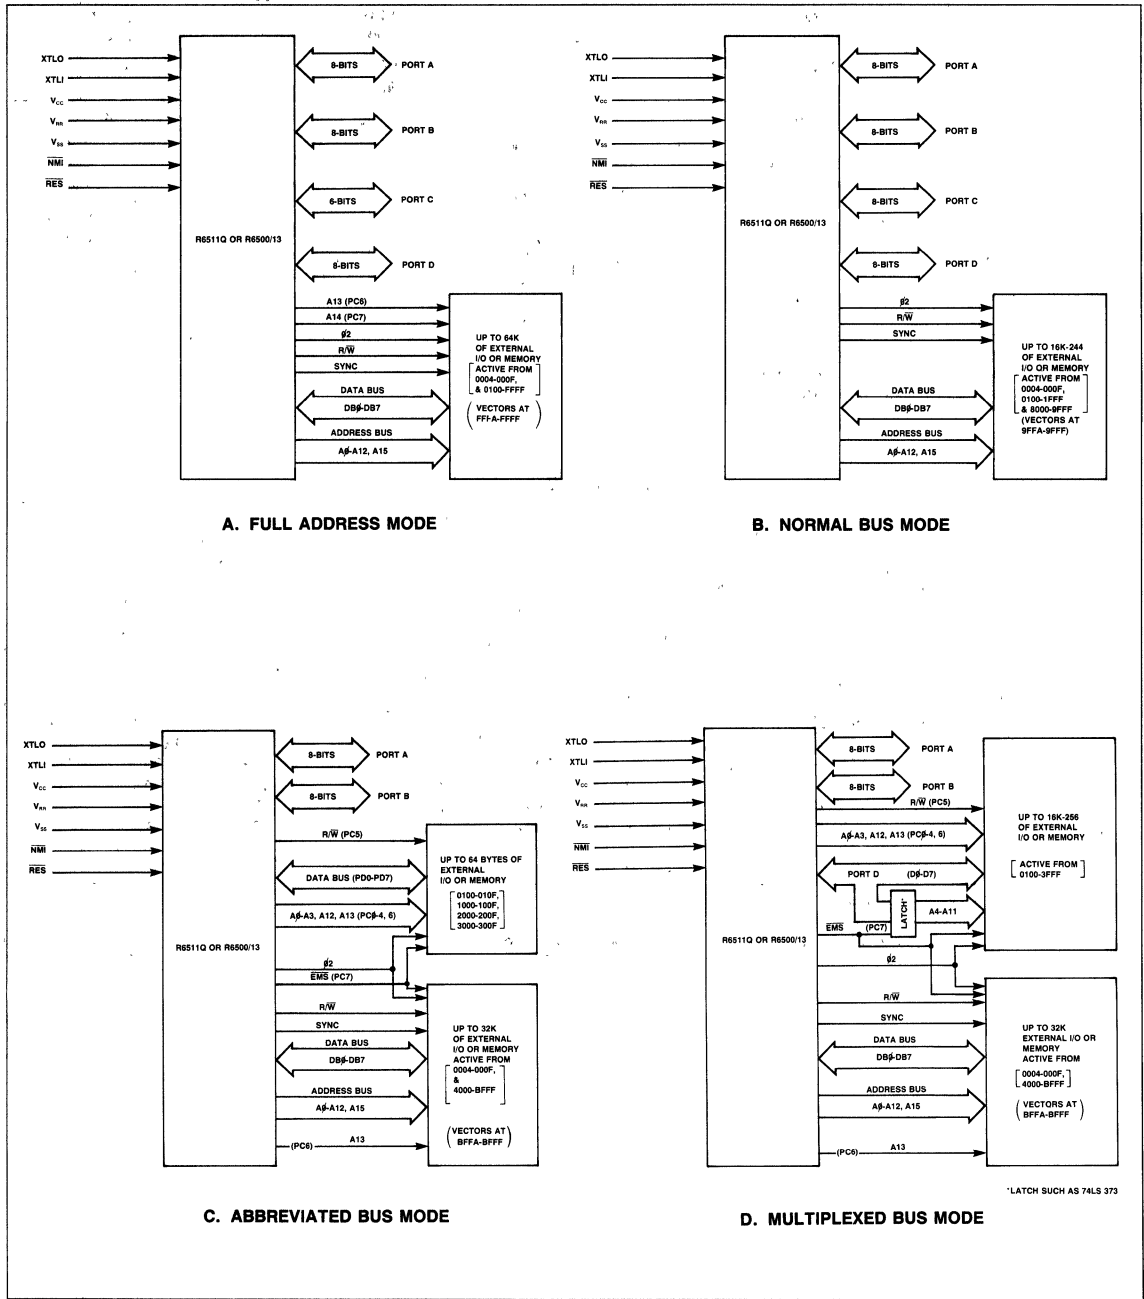 XTLO
XTLI
VCC
VRR
VSS
N̅M̅I̅
R̅E̅S̅
R6511Q OR R6500/13
8-BITS
PORT A
8-BITS
PORT B
6-BITS
PORT C
8-BITS
PORT D
A13 (PC6)
A14 (PC7)
Ø2
R/W̅
SYNC
DATA BUS
DBØ-DB7
ADDRESS BUS
AØ-A12, A15
UP TO 64K
OF EXTERNAL
I/O OR MEMORY
[ACTIVE FROM
0004-000F,
& 0100-FFFF]
(VECTORS AT
FFFA-FFFF)
A. FULL ADDRESS MODE
XTLO
XTLI
VCC
VRR
VSS
N̅M̅I̅
R̅E̅S̅
R6511Q OR R6500/13
8-BITS
PORT A
8-BITS
PORT B
8-BITS
PORT C
8-BITS
PORT D
Ø2
R/W̅
SYNC
DATA BUS
DBØ-DB7
ADDRESS BUS
AØ-A12, A15
UP TO 16K-244
OF EXTERNAL
I/O OR MEMORY
[ACTIVE FROM
0004-000F,
0100-1FFF
& 8000-9FFF]
(VECTORS AT
9FFA-9FFF)
B. NORMAL BUS MODE
XTLO
XTLI
VCC
VRR
VSS
N̅M̅I̅
R̅E̅S̅
R6511Q OR R6500/13
8-BITS
PORT A
8-BITS
PORT B
R/W̅ (PC5)
DATA BUS (PD0-PD7)
AØ-A3, A12, A13 (PCØ-4, 6)
Ø2
E̅M̅S̅ (PC7)
R/W̅
SYNC
DATA BUS
DBØ-DB7
ADDRESS BUS
AØ-A12, A15
(PC6)
A13
UP TO 64 BYTES OF
EXTERNAL
I/O OR MEMORY
[0100-010F,
1000-100F,
2000-200F,
3000-300F]
UP TO 32K
OF EXTERNAL
I/O OR MEMORY
ACTIVE FROM
[0004-000F,
&
4000-BFFF]
(VECTORS AT
BFFA-BFFF)
C. ABBREVIATED BUS MODE
XTLO
XTLI
VCC
VRR
VSS
N̅M̅I̅
R̅E̅S̅
R6511Q OR R6500/13
8-BITS
PORT A
8-BITS
PORT B
R/W̅ (PC5)
AØ-A3, A12, A13 (PCØ-4, 6)
PORT D
(DØ-D7)
LATCH*
A4-A11
E̅M̅S̅
(PC7)
Ø2
R/W̅
SYNC
DATA BUS
DBØ-DB7
ADDRESS BUS
AØ-A12, A15
(PC6)
A13
UP TO 16K-256
OF EXTERNAL
I/O OR MEMORY
[ACTIVE FROM
0100-3FFF]
UP TO 32K
EXTERNAL I/O OR
MEMORY
ACTIVE FROM
[0004-000F,
4000-BFFF]
(VECTORS AT
BFFA-BFFF)
*LATCH SUCH AS 74LS 373
D. MULTIPLEXED BUS MODE